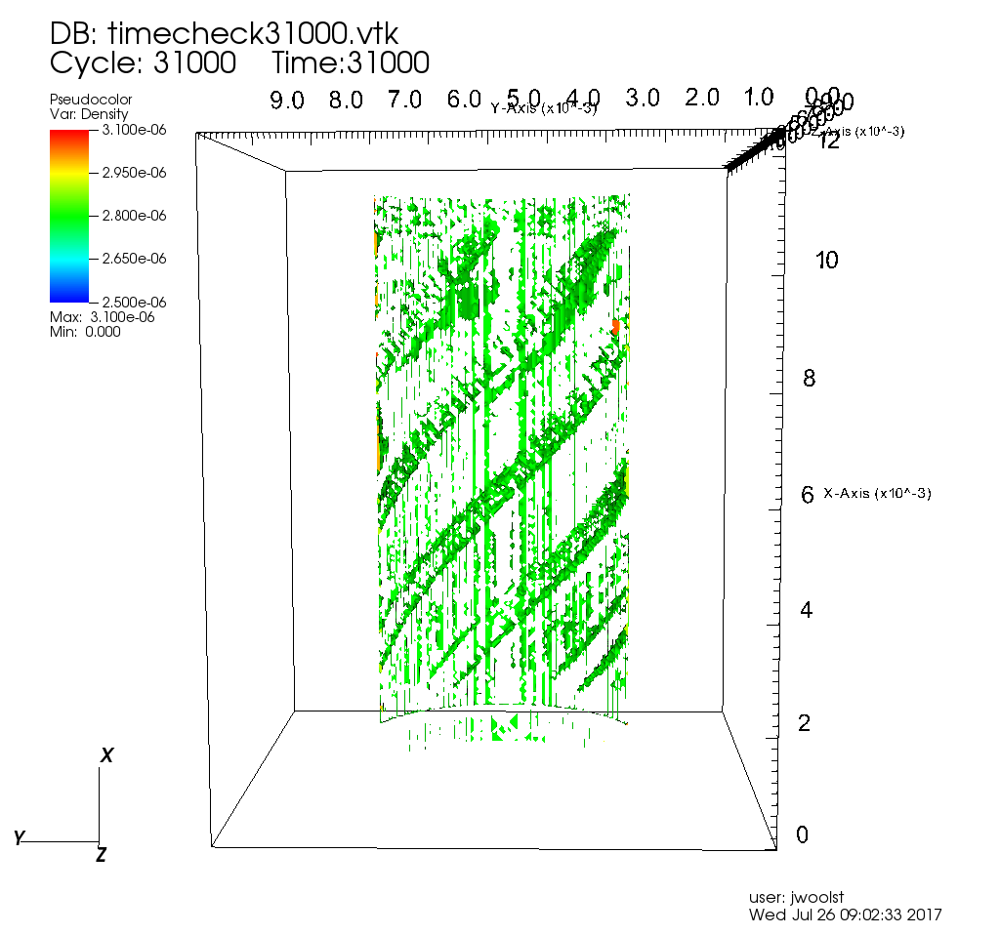 DB: timecheck31000.vtk
Cycle: 31000 Time:31000
Pseudocolor
Var: Density
3.100e-06
2.950e-06
2.800e-06
2.650e-06
2.500e-06
Max: 3.100e-06
Min: 0.000
9.0 8.0 7.0 6.0 5.0 4.0 3.0 2.0 1.0 0.0
Y-Axis (x10^-3)
Z-Axis (x10^-3)
12
10
8
6
X-Axis (x10^-3)
4
2
0
X
Y
Z
user: jwoolst
Wed Jul 26 09:02:33 2017